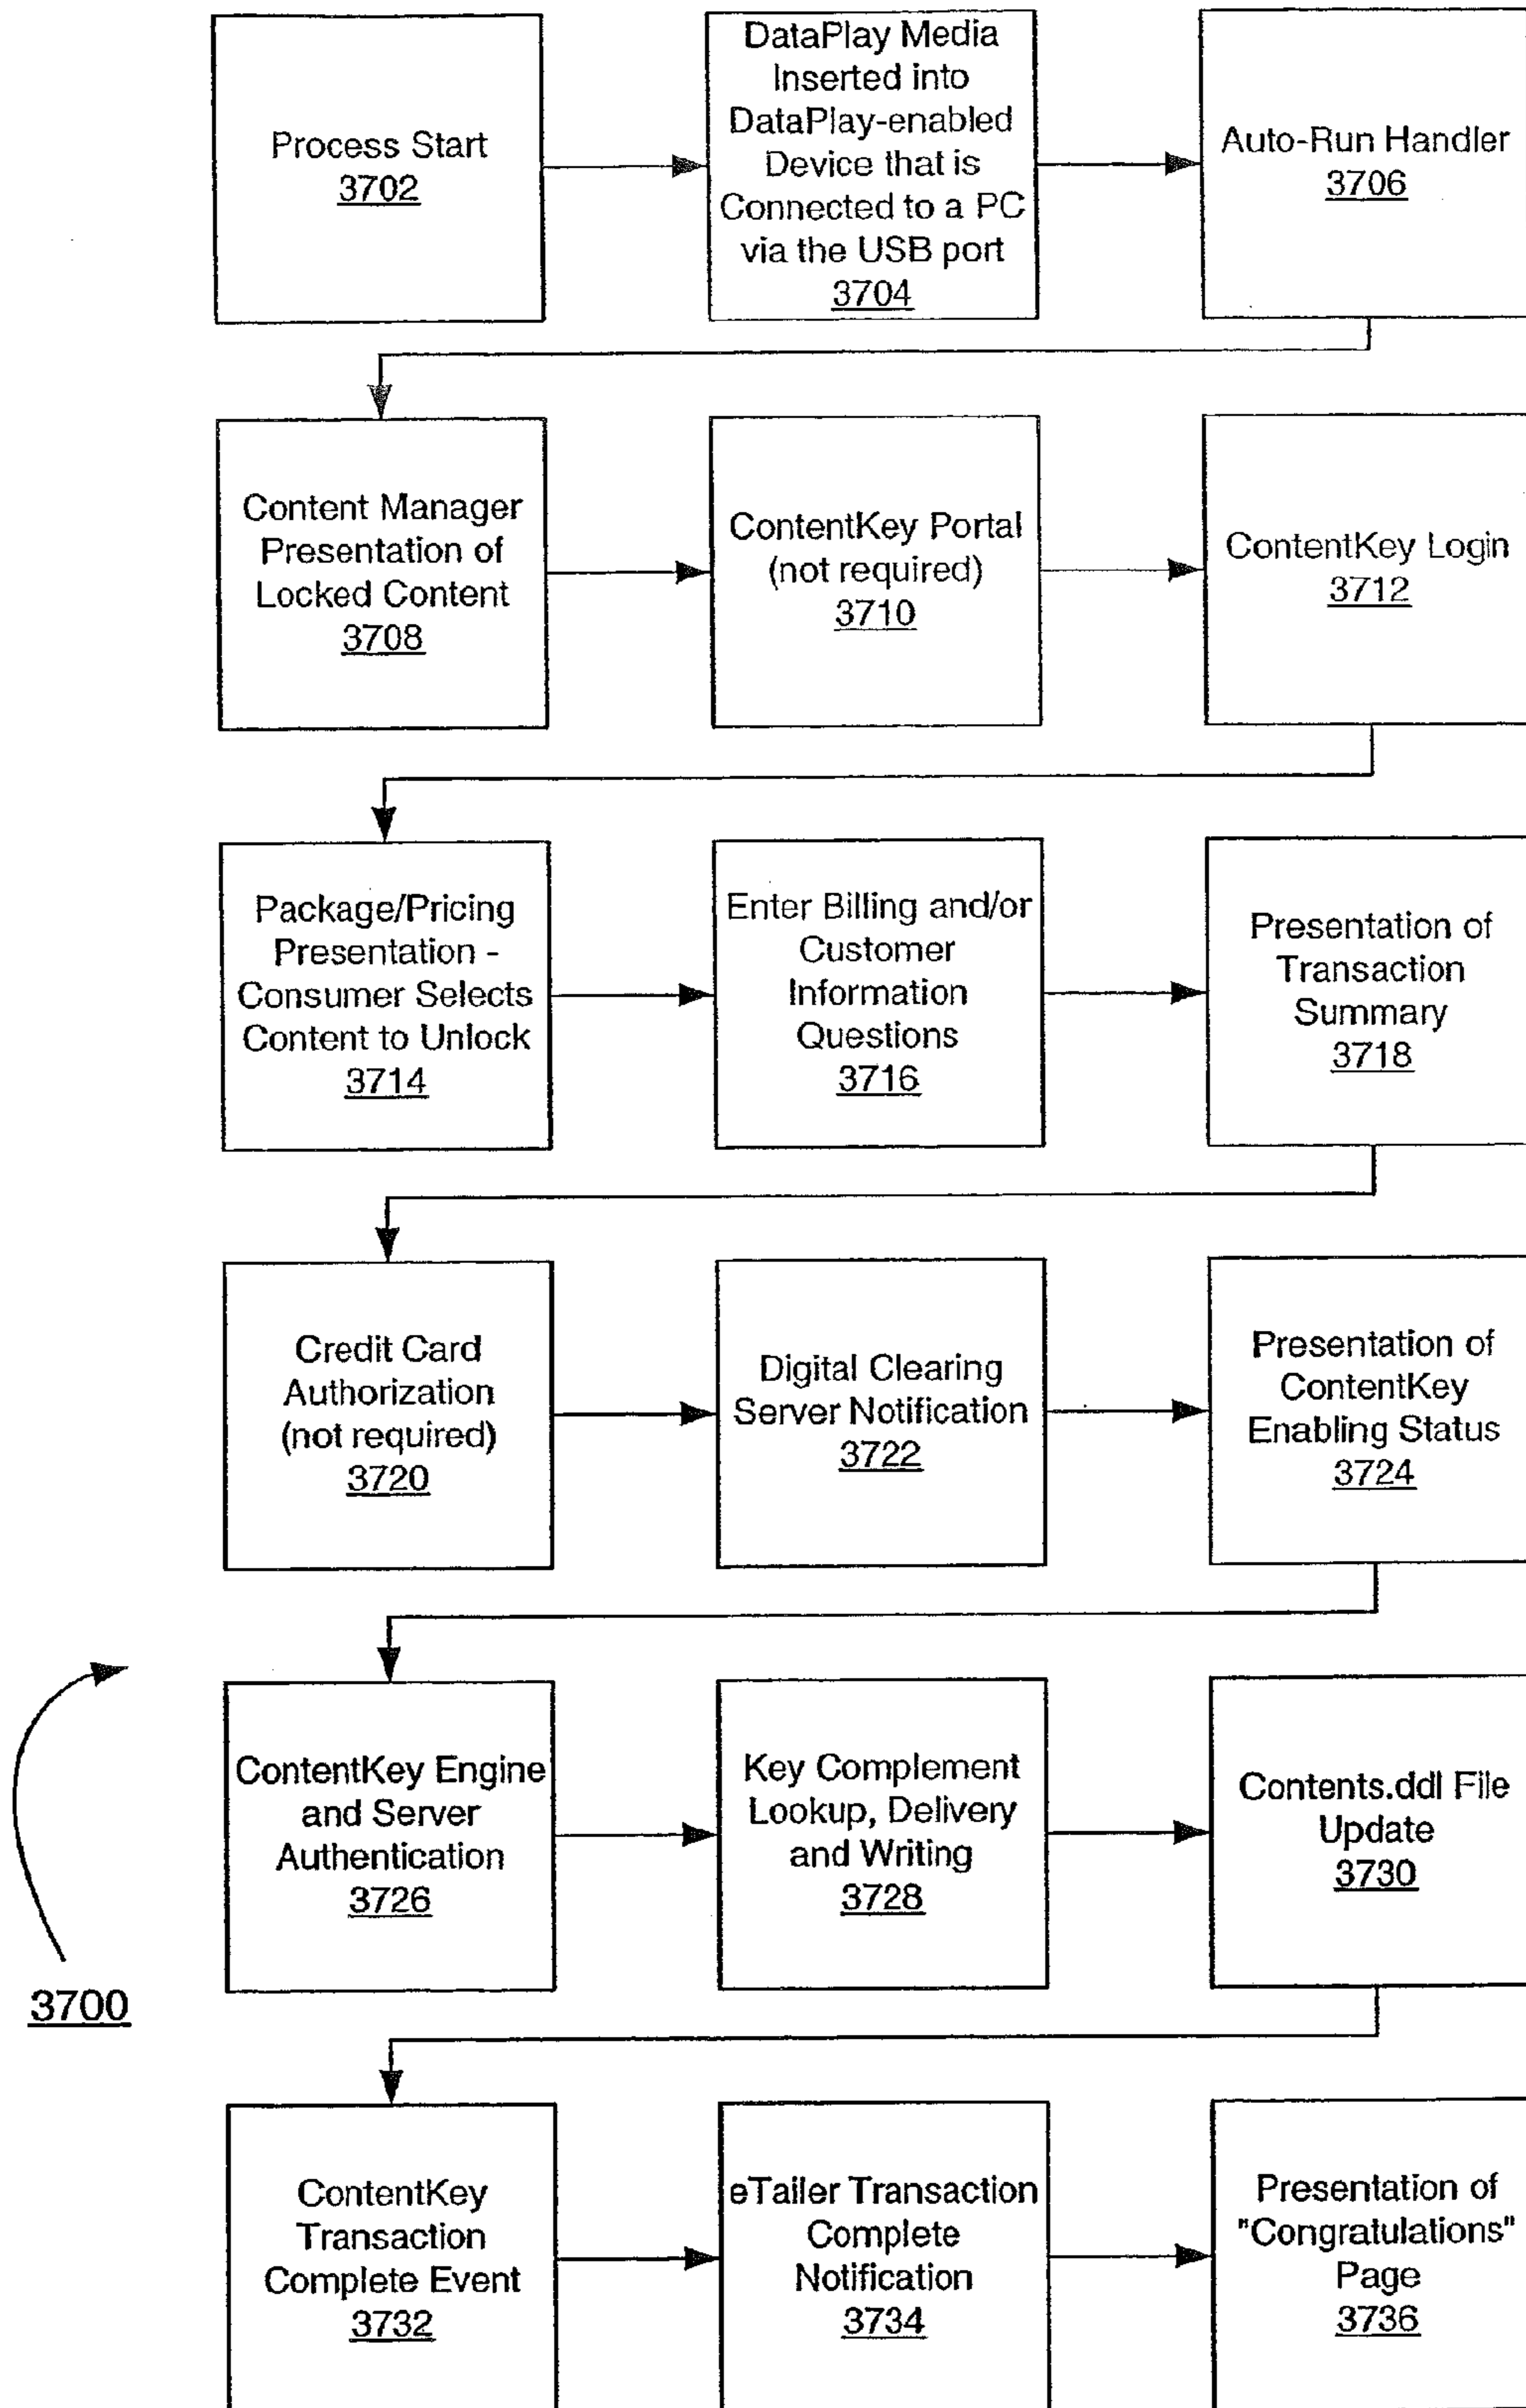 Process Start
3702
DataPlay Media
Inserted into
DataPlay-enabled
Device that is
Connected to a PC
via the USB port
3704
Auto-Run Handler
3706
Content Manager
Presentation of
Locked Content
3708
ContentKey Portal
(not required)
3710
ContentKey Login
3712
Package/Pricing
Presentation -
Consumer Selects
Content to Unlock
3714
Enter Billing and/or
Customer
Information
Questions
3716
Presentation of
Transaction
Summary
3718
Credit Card
Authorization
(not required)
3720
Digital Clearing
Server Notification
3722
Presentation of
ContentKey
Enabling Status
3724
ContentKey Engine
and Server
Authentication
3726
Key Complement
Lookup, Delivery
and Writing
3728
Contents.ddl File
Update
3730
3700
ContentKey
Transaction
Complete Event
3732
eTailer Transaction
Complete
Notification
3734
Presentation of
"Congratulations"
Page
3736